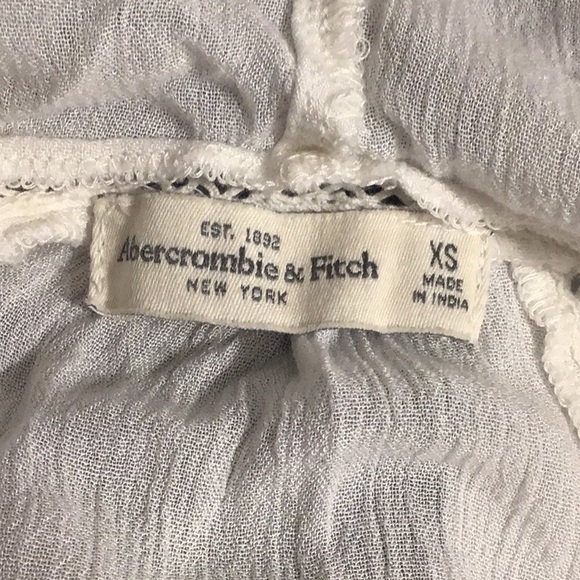 EST. 1892
Abercrombie & Fitch
NEW YORK
XS
MADE
IN INDIA